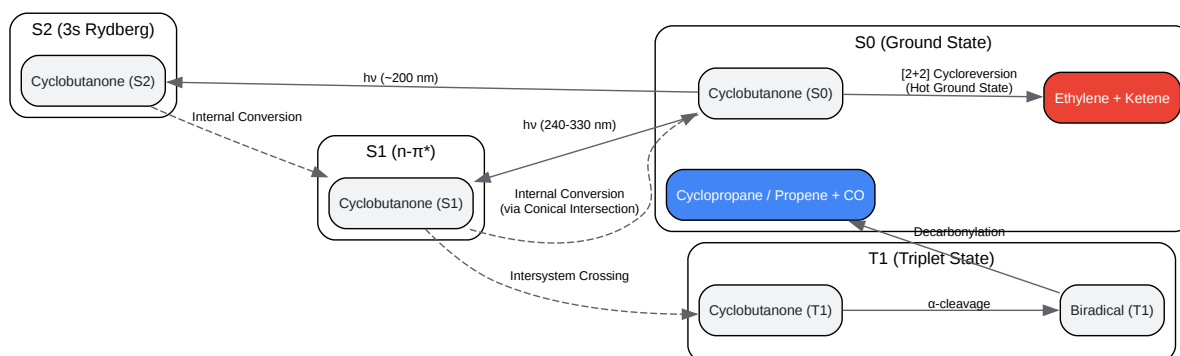 S2 (3s Rydberg)
Cyclobutanone (S2)
hν (~200 nm)
S0 (Ground State)
Cyclobutanone (S0)
[2+2] Cycloreversion
(Hot Ground State)
Ethylene + Ketene
Internal Conversion
hν (240-330 nm)
S1 (n-π*)
Cyclobutanone (S1)
Internal Conversion
(via Conical Intersection)
Cyclopropane / Propene + CO
Decarbonylation
Intersystem Crossing
T1 (Triplet State)
Cyclobutanone (T1)
α-cleavage
Biradical (T1)